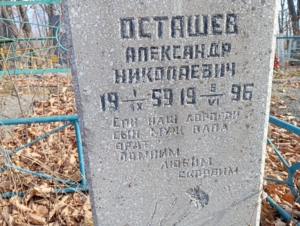 ОСТАШЕВ
АЛЕКСАНДР
НИКОЛАЕВИЧ
19 1/IX 59 19 8/VI 96
СПИ НАШ ДОРОГОЙ
СЫН МУЖ ПАПА
БРАТ
ПОМНИМ
ЛЮБИМ
СКОРБИМ